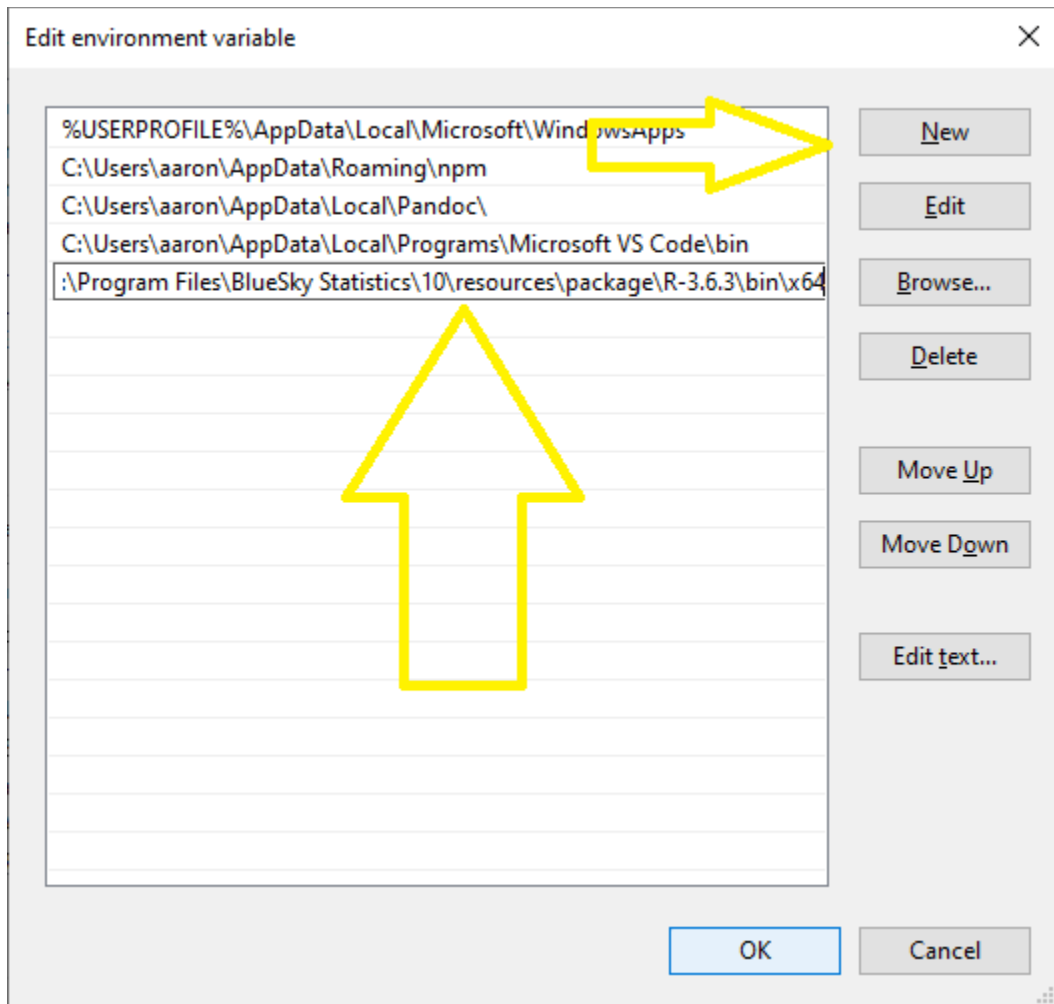 Edit environment variable
%USERPROFILE%\AppData\Local\Microsoft\WindowsApps
New
C:\Users\aaron\AppData\Roaming\npm
C:\Users\aaron\AppData\Local\Pandoc\
Edit
C:\Users\aaron\AppData\Local\Programs\Microsoft VS Code\bin
:\Program Files\BlueSky Statistics\10\resources\package\R-3.6.3\bin\x64
Browse...
Delete
Move Up
Move Down
Edit text...
OK
Cancel